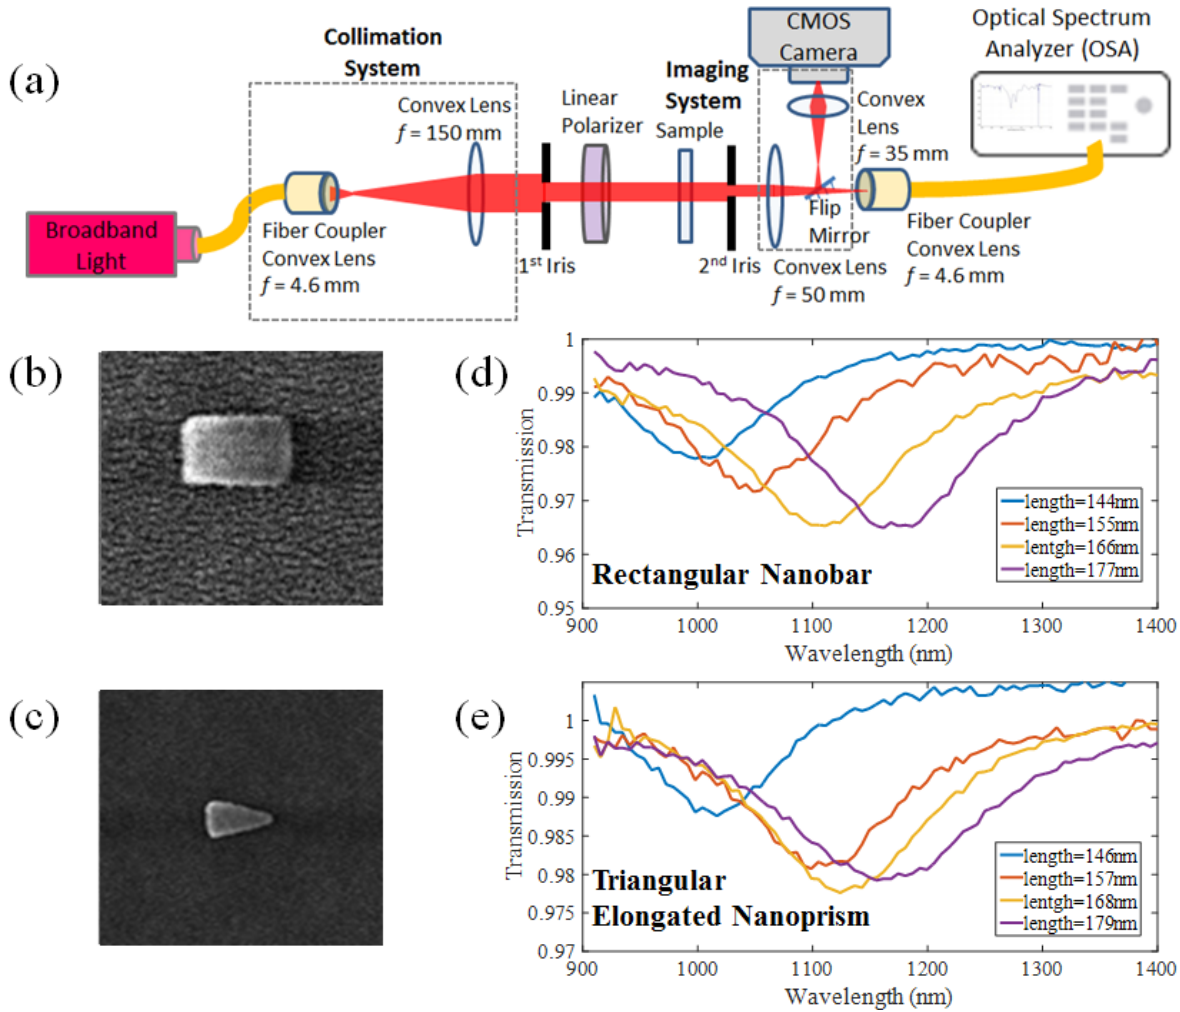 (a)
Collimation
System
Convex Lens
f = 150 mm
Fiber Coupler
Convex Lens
f = 4.6 mm
Broadband
Light
1st Iris
Linear
Polarizer
Imaging
System
Sample
2nd Iris
CMOS
Camera
Convex
Lens
f = 35 mm
Flip
Mirror
Convex Lens
f = 50 mm
Fiber Coupler
Convex Lens
f = 4.6 mm
Optical Spectrum
Analyzer (OSA)
(b)
(c)
(d)
Transmission
1
0.99
0.98
0.97
0.96
0.95
900 1000 1100 1200 1300 1400
Wavelength (nm)
Rectangular Nanobar
length=144nm
length=155nm
lentgh=166nm
length=177nm
(e)
Transmission
1
0.995
0.99
0.985
0.98
0.975
0.97
900 1000 1100 1200 1300 1400
Wavelength (nm)
Triangular
Elongated Nanoprism
length=146nm
length=157nm
lentgh=168nm
length=179nm